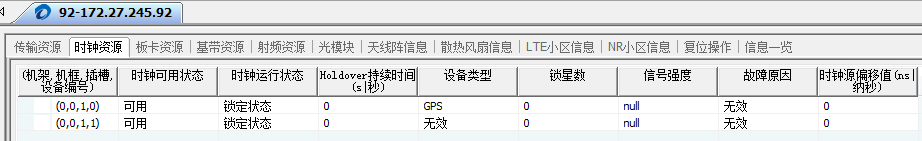 92-172.27.245.92
传输资源 时钟资源 板卡资源 基带资源 射频资源 光模块 天线阵信息 散热风扇信息 LTE小区信息 NR小区信息 复位操作 信息一览
(机架,机框,插槽,设备编号) 时钟可用状态 时钟运行状态 Holdover持续时间(s|秒) 设备类型 锁星数 信号强度 故障原因 时钟源偏移值(ns|纳秒)
(0,0,1,0) 可用 锁定状态 0 GPS 0 null 无效 0
(0,0,1,1) 可用 锁定状态 0 无效 0 null 无效 0